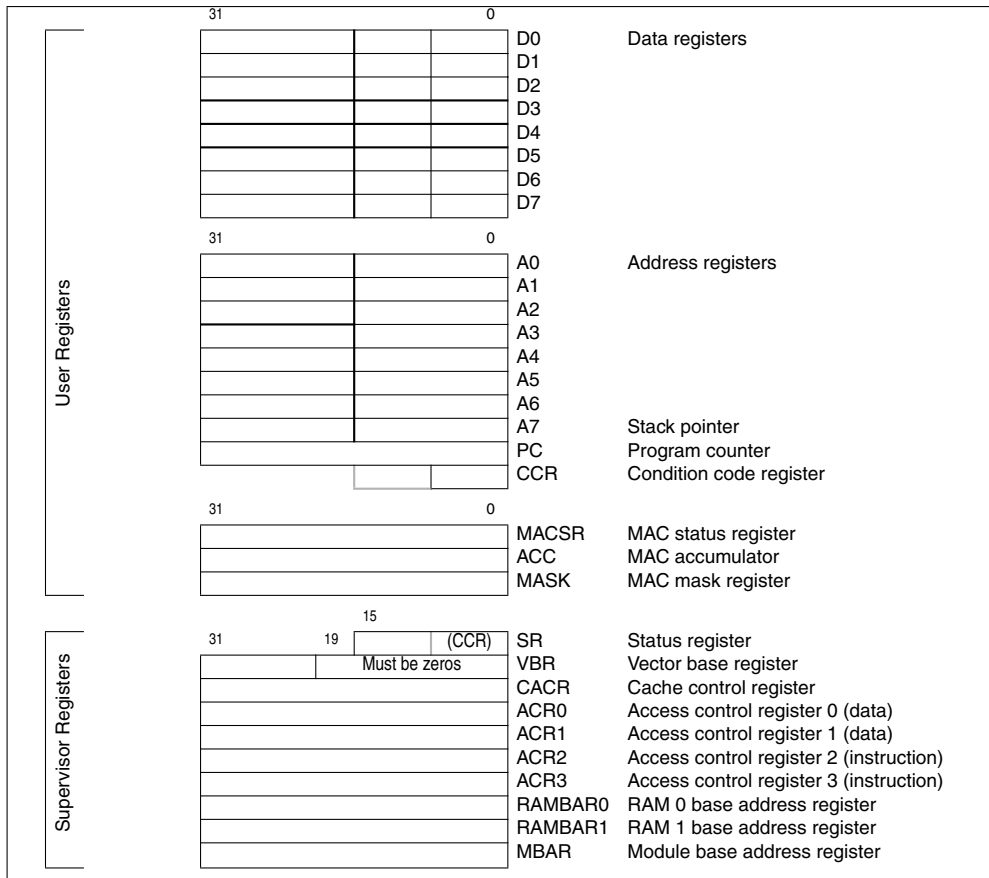 31 0
D0 Data registers
D1
D2
D3
D4
D5
D6
D7
31 0
A0 Address registers
A1
A2
A3
A4
A5
A6
A7 Stack pointer
PC Program counter
CCR Condition code register
User Registers
31 0
MACSR MAC status register
ACC MAC accumulator
MASK MAC mask register
15
31 19 (CCR) SR Status register
Must be zeros VBR Vector base register
CACR Cache control register
ACR0 Access control register 0 (data)
ACR1 Access control register 1 (data)
ACR2 Access control register 2 (instruction)
ACR3 Access control register 3 (instruction)
RAMBAR0 RAM 0 base address register
RAMBAR1 RAM 1 base address register
MBAR Module base address register
Supervisor Registers